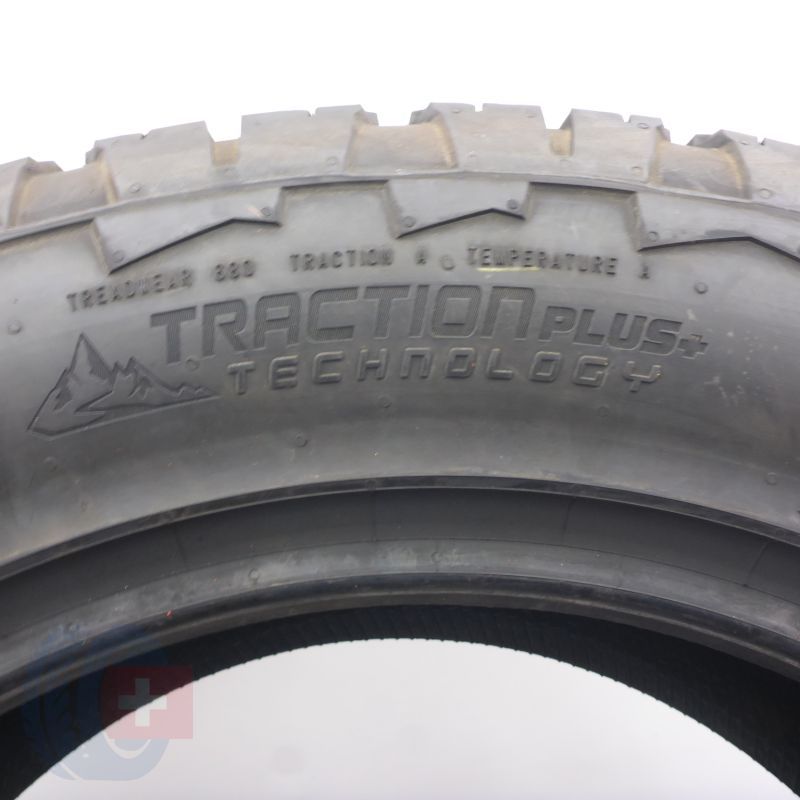 TREADWEAR 880 TRACTION A TEMPERATURE A
TRACTION PLUS+
TECHNOLOGY